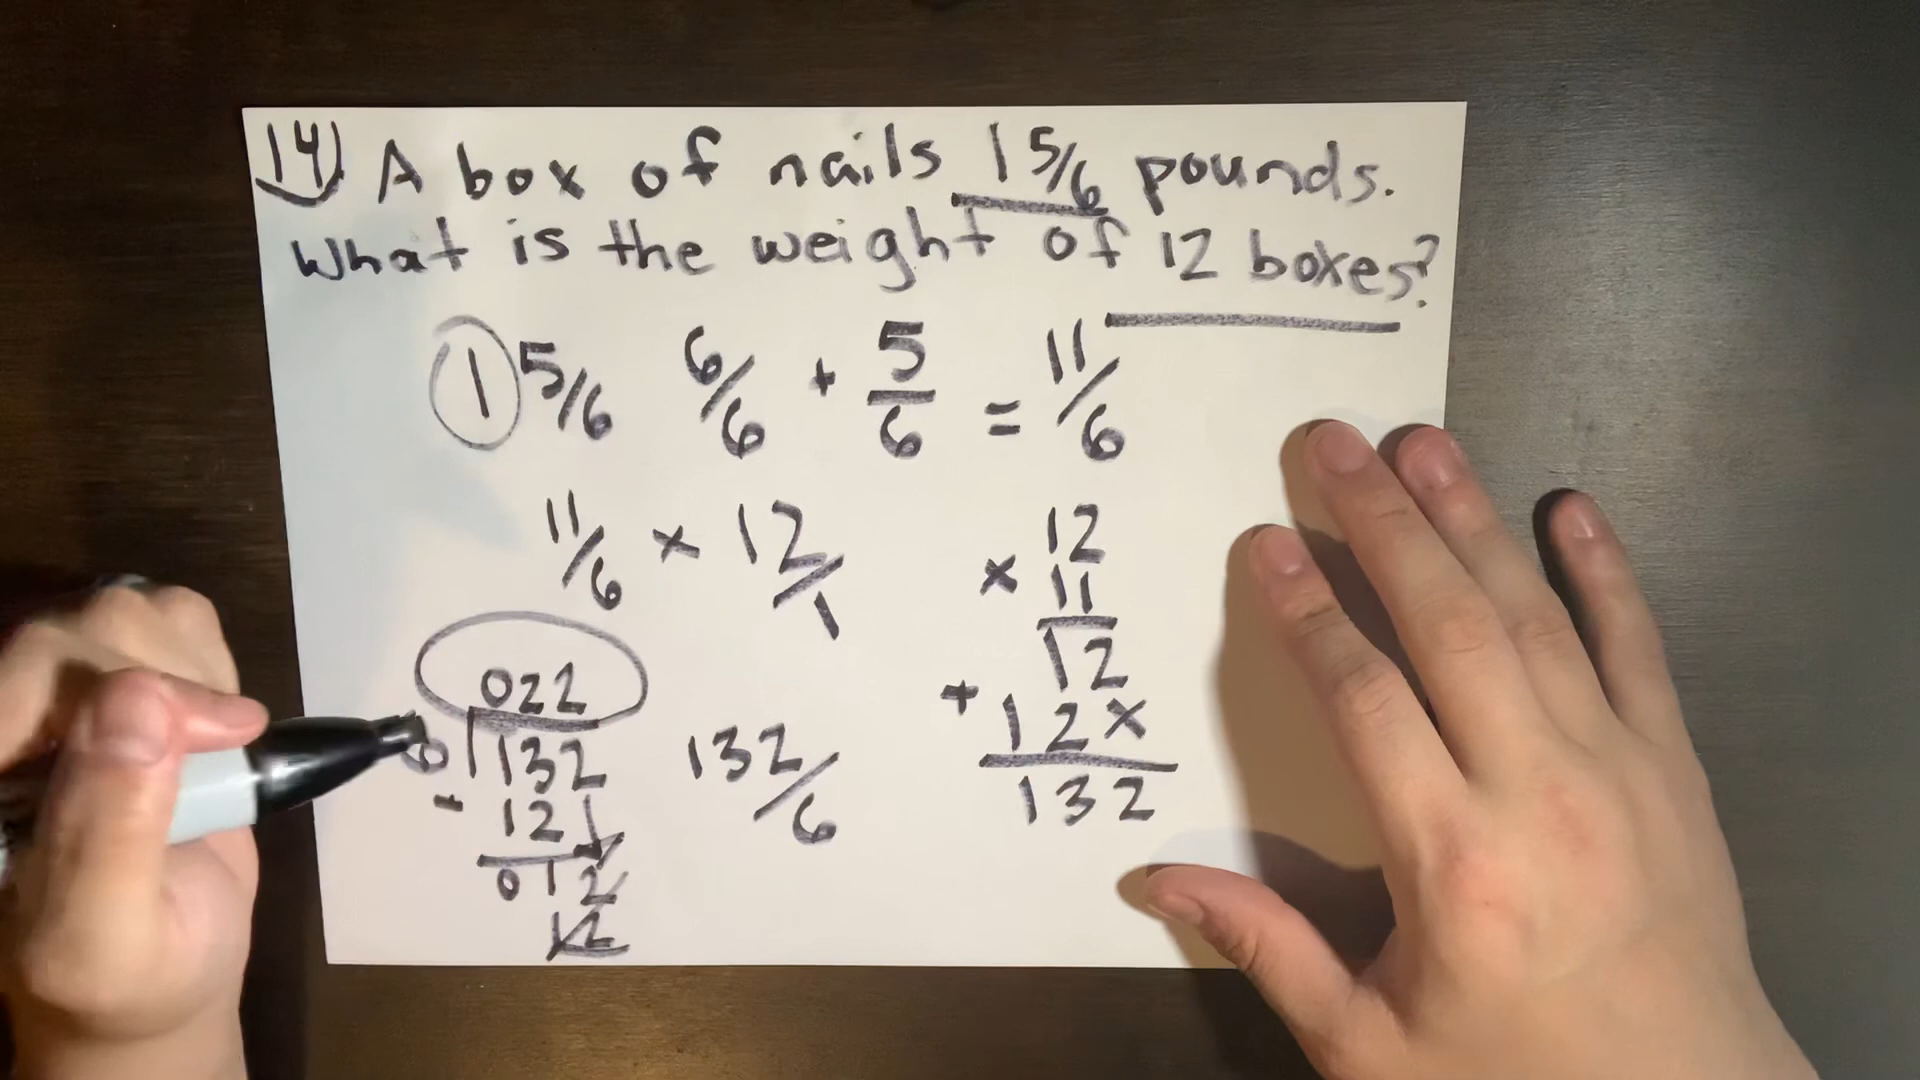 14) A box of nails 1 5/6 pounds.
What is the weight of 12 boxes?
1 5/6 6/6 + 5/6 = 11/6
11/6 × 12/1
12
× 11
12
+ 12x
132
022
6 132
- 12
012
12
132/6